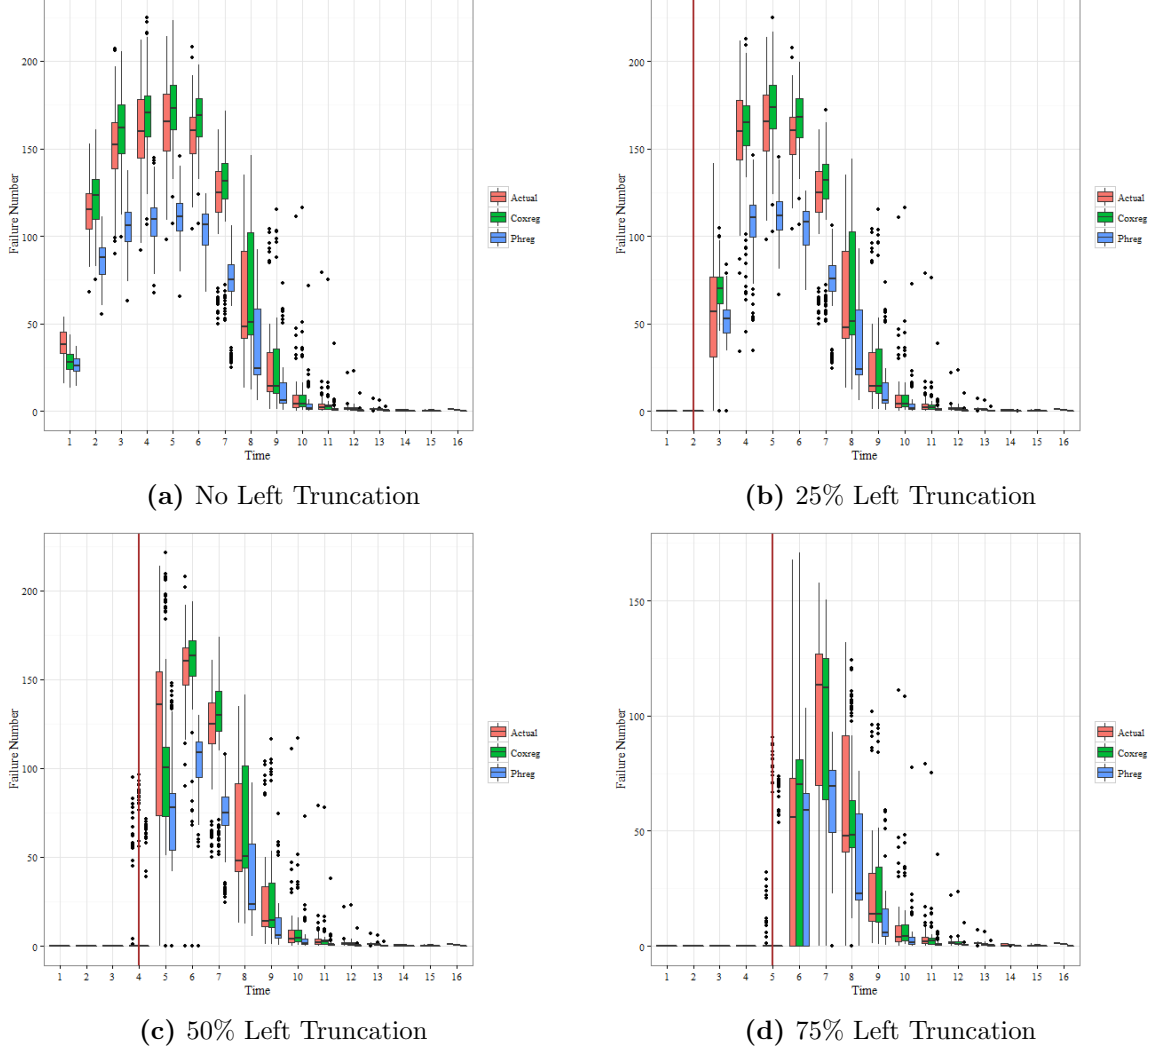 200
150
100
50
0
Failure Number
1 2 3 4 5 6 7 8 9 10 11 12 13 14 15 16
Time
Actual
Coxreg
Phreg
(a) No Left Truncation
200
150
100
50
0
Failure Number
1 2 3 4 5 6 7 8 9 10 11 12 13 14 15 16
Time
Actual
Coxreg
Phreg
(b) 25% Left Truncation
200
150
100
50
0
Failure Number
1 2 3 4 5 6 7 8 9 10 11 12 13 14 15 16
Time
Actual
Coxreg
Phreg
(c) 50% Left Truncation
150
100
50
0
Failure Number
1 2 3 4 5 6 7 8 9 10 11 12 13 14 15 16
Time
Actual
Coxreg
Phreg
(d) 75% Left Truncation